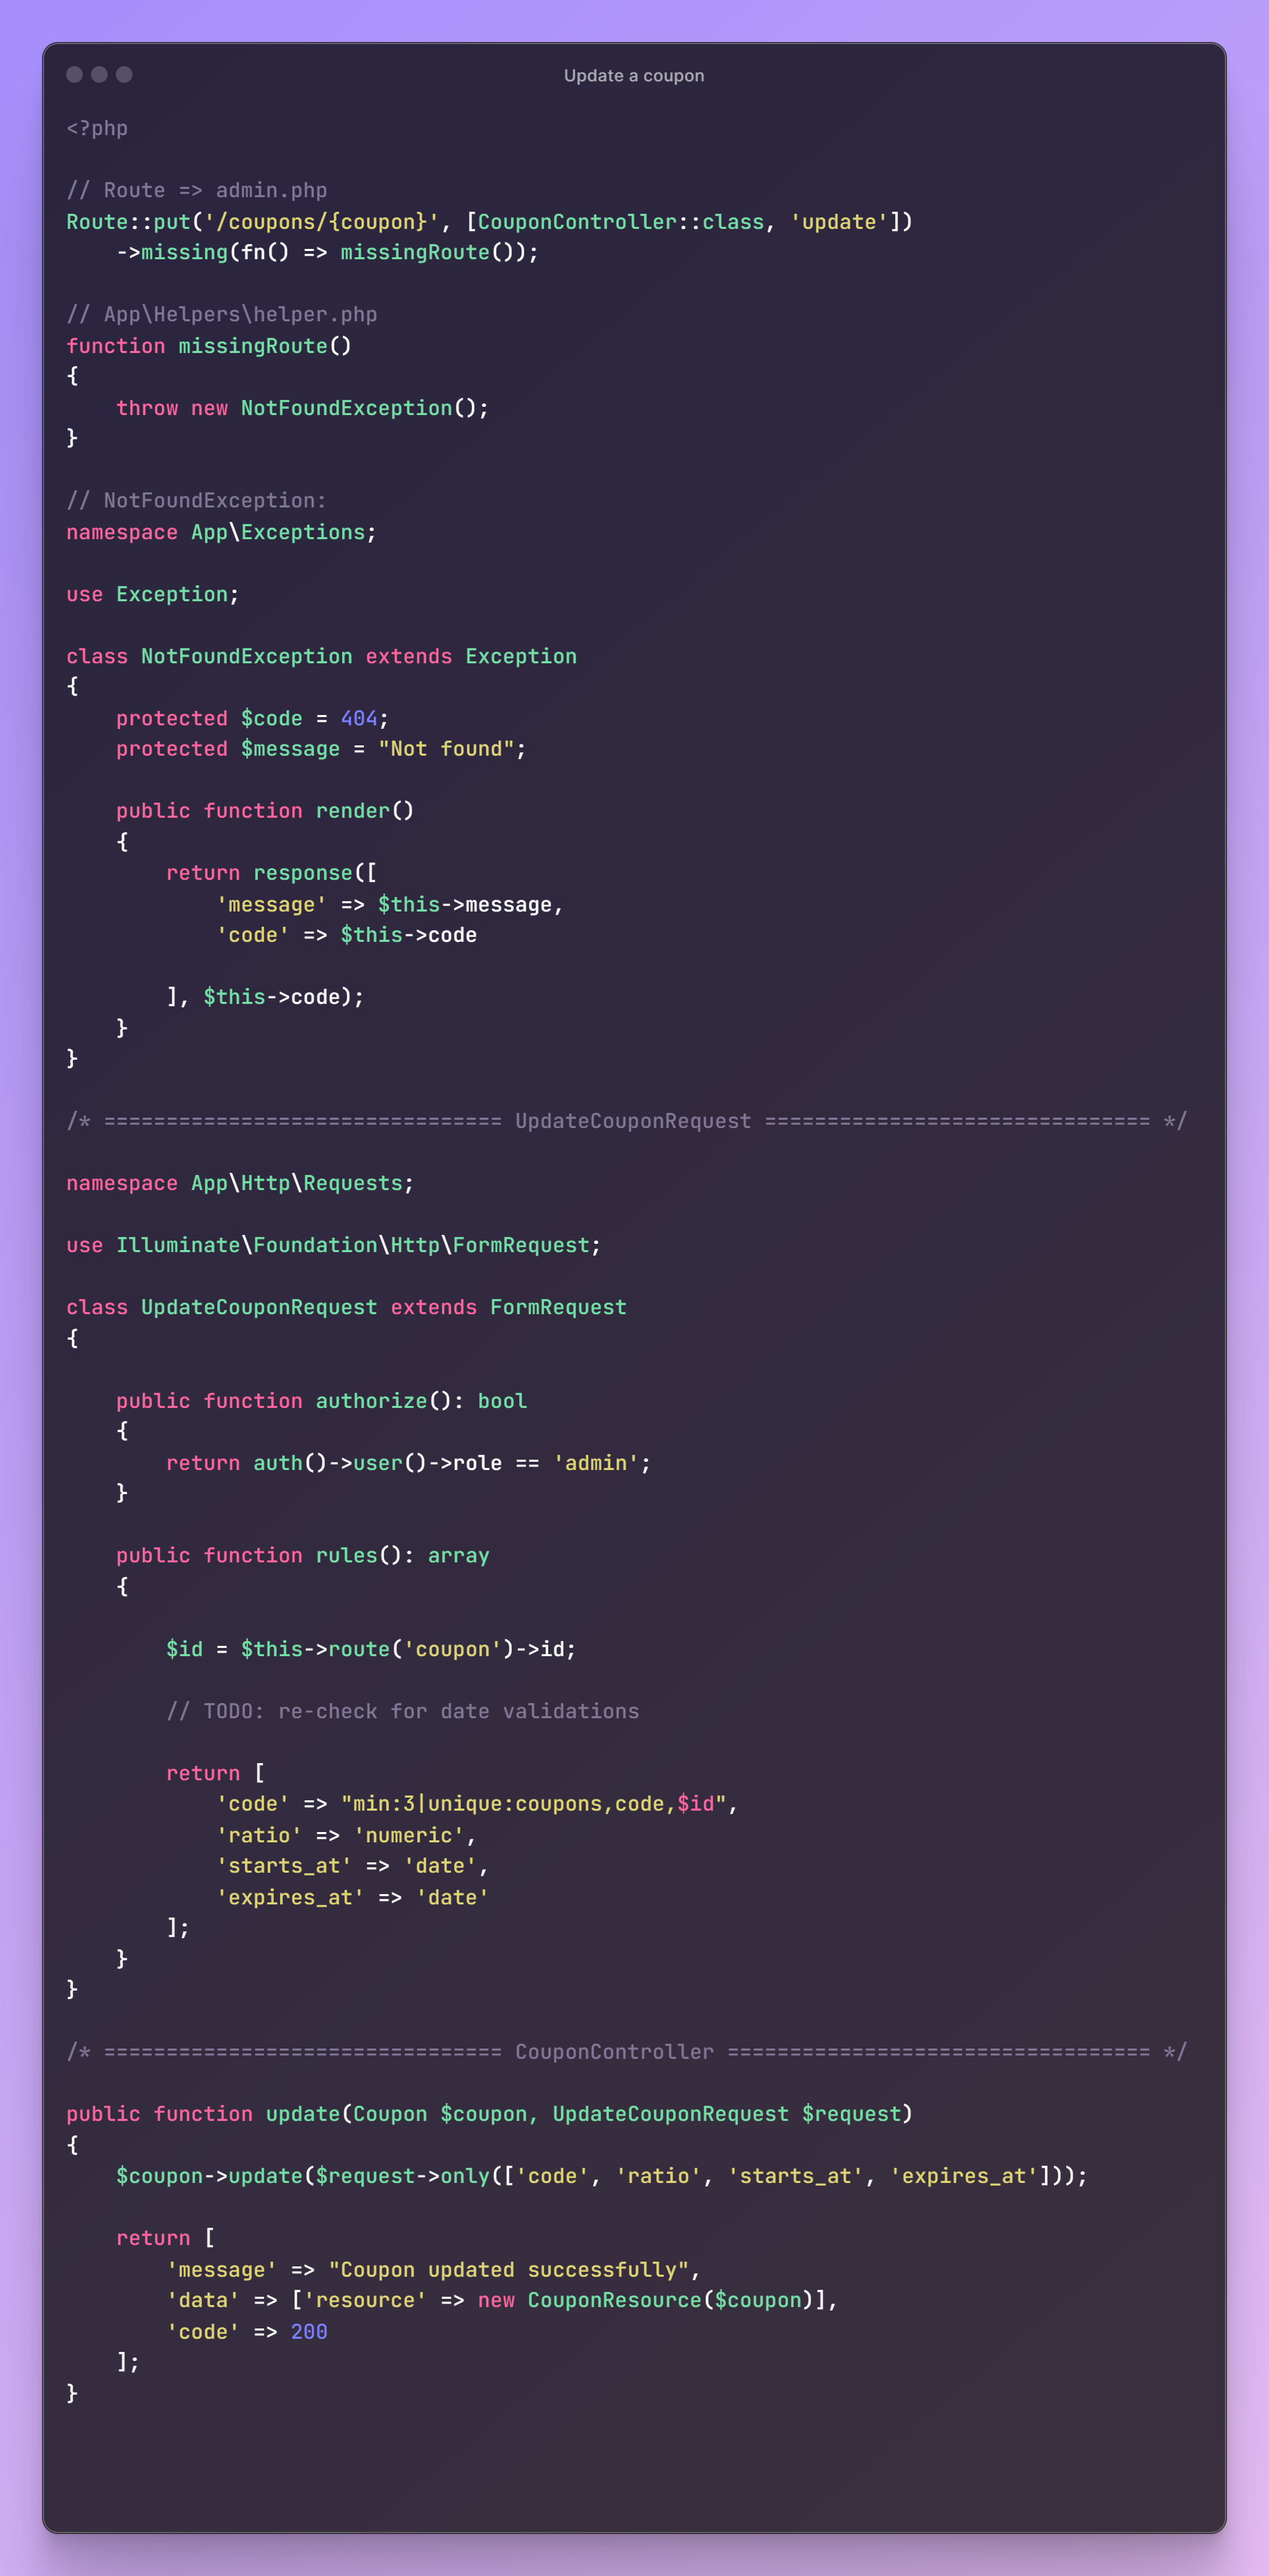 Update a coupon
<?php
// Route => admin.php
Route::put('/coupons/{coupon}', [CouponController::class, 'update'])
    ->missing(fn() => missingRoute());
// App\Helpers\helper.php
function missingRoute()
{
    throw new NotFoundException();
}
// NotFoundException:
namespace App\Exceptions;
use Exception;
class NotFoundException extends Exception
{
    protected $code = 404;
    protected $message = "Not found";
    public function render()
    {
        return response([
            'message' => $this->message,
            'code' => $this->code
        ], $this->code);
    }
}
/* ================================ UpdateCouponRequest =============================== */
namespace App\Http\Requests;
use Illuminate\Foundation\Http\FormRequest;
class UpdateCouponRequest extends FormRequest
{
    public function authorize(): bool
    {
        return auth()->user()->role == 'admin';
    }
    public function rules(): array
    {
        $id = $this->route('coupon')->id;
        // TODO: re-check for date validations
        return [
            'code' => "min:3|unique:coupons,code,$id",
            'ratio' => 'numeric',
            'starts_at' => 'date',
            'expires_at' => 'date'
        ];
    }
}
/* ================================ CouponController ================================== */
public function update(Coupon $coupon, UpdateCouponRequest $request)
{
    $coupon->update($request->only(['code', 'ratio', 'starts_at', 'expires_at']));
    return [
        'message' => "Coupon updated successfully",
        'data' => ['resource' => new CouponResource($coupon)],
        'code' => 200
    ];
}